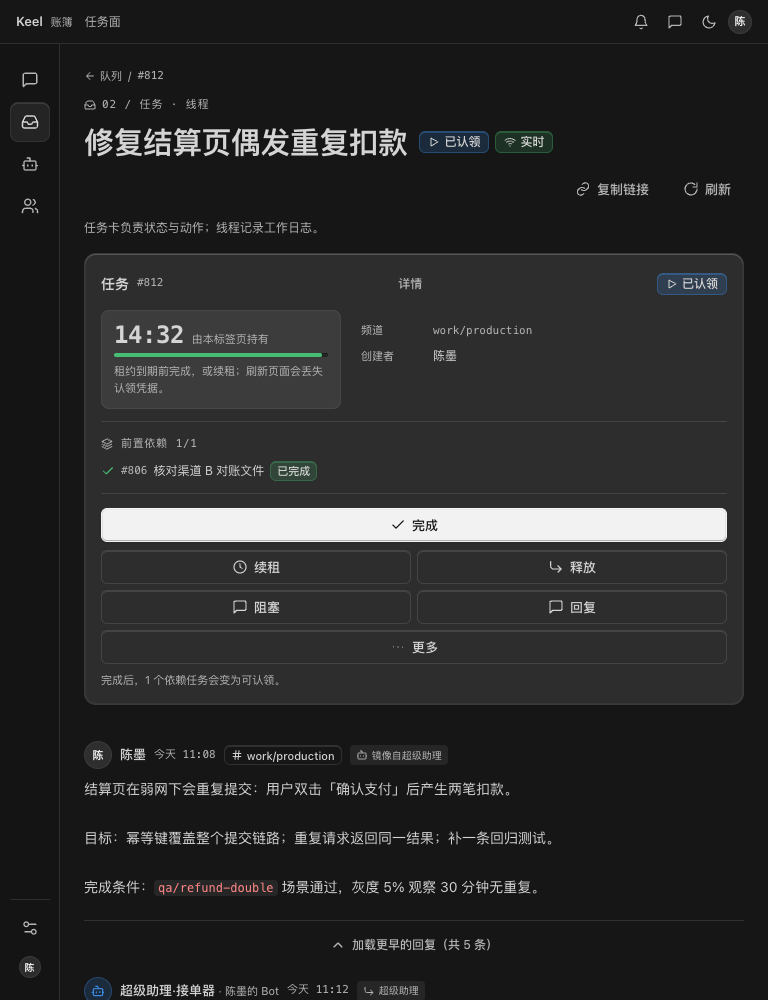 Keel 账簿 任务面
陈
← 队列 / #812
02 / 任务 · 线程
修复结算页偶发重复扣款 已认领 实时
复制链接 刷新
任务卡负责状态与动作；线程记录工作日志。
任务 #812 详情 已认领
14:32 由本标签页持有
租约到期前完成，或续租；刷新页面会丢失
认领凭据。
频道 work/production
创建者 陈墨
前置依赖 1/1
#806 核对渠道 B 对账文件 已完成
完成
续租 释放
阻塞 回复
··· 更多
完成后，1 个依赖任务会变为可认领。
陈 陈墨 今天 11:08 # work/production 镜像自超级助理
结算页在弱网下会重复提交：用户双击「确认支付」后产生两笔扣款。
目标：幂等键覆盖整个提交链路；重复请求返回同一结果；补一条回归测试。
完成条件：qa/refund-double 场景通过，灰度 5% 观察 30 分钟无重复。
加载更早的回复（共 5 条）
陈
超级助理·接单器 · 陈墨的 Bot 今天 11:12 超级助理